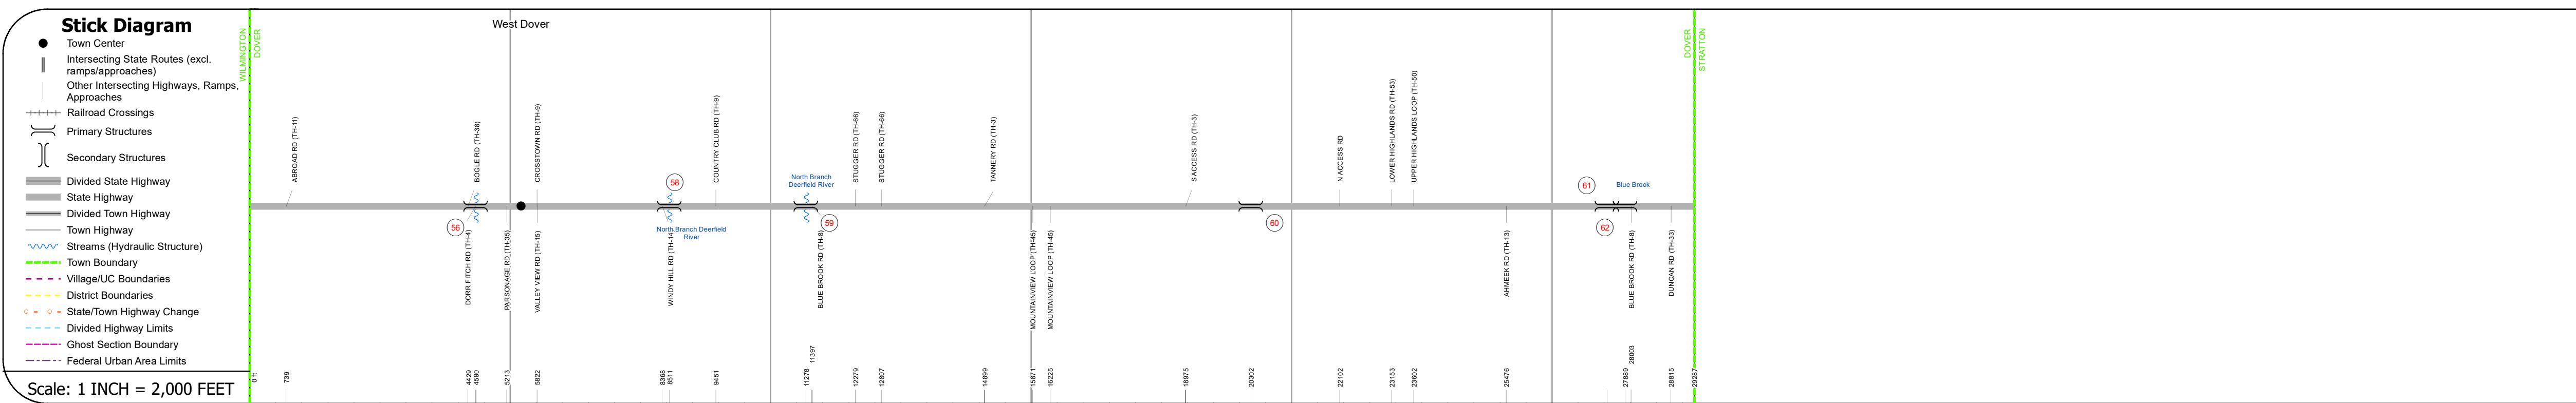 Stick Diagram
Town Center
Intersecting State Routes (excl.
ramps/approaches)
Other Intersecting Highways, Ramps,
Approaches
Railroad Crossings
Primary Structures
Secondary Structures
Divided State Highway
State Highway
Divided Town Highway
Town Highway
Streams (Hydraulic Structure)
Town Boundary
Village/UC Boundaries
District Boundaries
State/Town Highway Change
Divided Highway Limits
Ghost Section Boundary
Federal Urban Area Limits
Scale: 1 INCH = 2,000 FEET
WILMINGTON
DOVER
West Dover
DOVER
STRATTON
ABROAD RD (TH-11)
BOGLE RD (TH-38)
CROSSTOWN RD (TH-9)
58
COUNTRY CLUB RD (TH-9)
North Branch
Deerfield River
STUGGER RD (TH-66)
STUGGER RD (TH-66)
TANNERY RD (TH-3)
S ACCESS RD (TH-3)
N ACCESS RD
LOWER HIGHLANDS RD (TH-53)
UPPER HIGHLANDS LOOP (TH-50)
61
Blue Brook
56
DORR FITCH RD (TH-4)
PARSONAGE RD (TH-35)
VALLEY VIEW RD (TH-15)
North Branch Deerfield
River
WINDY HILL RD (TH-14
59
BLUE BROOK RD (TH-8)
MOUNTAINVIEW LOOP (TH-45)
MOUNTAINVIEW LOOP (TH-45)
60
AHMEEK RD (TH-13)
62
BLUE BROOK RD (TH-8)
DUNCAN RD (TH-33)
0 ft
739
4429
4590
5213
5822
8368
8511
9451
11278
11397
12279
12807
14899
15871
16225
18975
20302
22102
23153
23602
25476
27889
28003
28815
29287